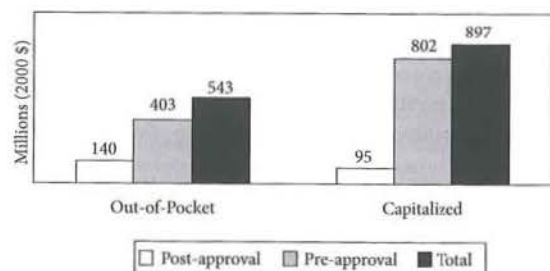 Millions (2000 $)
140
403
543
95
802
897
Out-of-Pocket
Capitalized
Post-approval
Pre-approval
Total